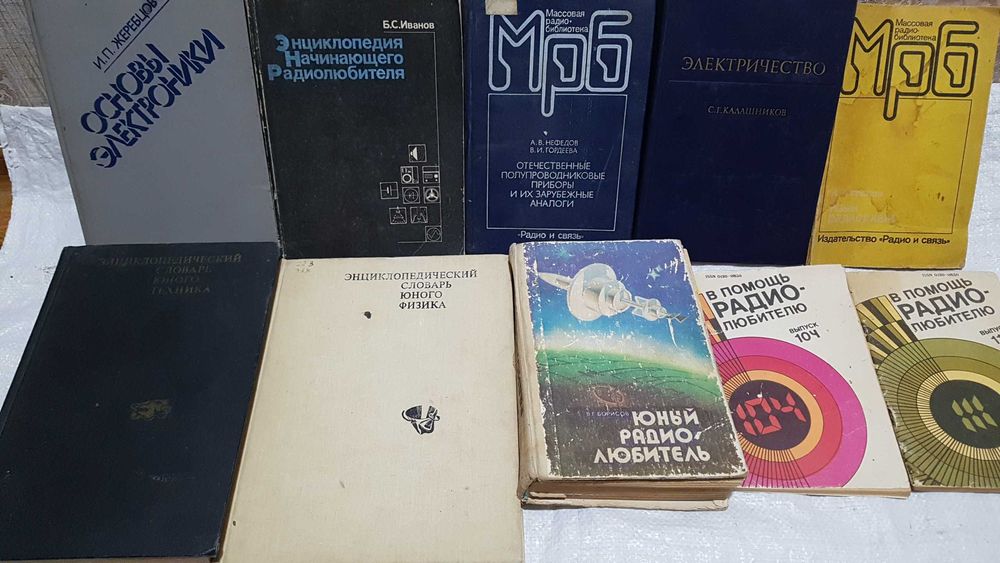 И.П. ЖЕРЕБЦОВ
ОСНОВЫ
ЭЛЕКТРОНИКИ
Б.С.Иванов
Энциклопедия
Начинающего
Радиолюбителя
Массовая
радио-
библиотека
МРБ
А.В.НЕФЕДОВ
В.И.ГОРДЕЕВА
ОТЕЧЕСТВЕННЫЕ
ПОЛУПРОВОДНИКОВЫЕ
ПРИБОРЫ
И ИХ ЗАРУБЕЖНЫЕ
АНАЛОГИ
«Радио и связь»
ЭЛЕКТРИЧЕСТВО
С.Г.КАЛАШНИКОВ
Массовая
радио-
библиотека
МРБ
Издательство «Радио и связь»
ЭНЦИКЛОПЕДИЧЕСКИЙ
СЛОВАРЬ
ЮНОГО
ТЕХНИКА
ЭНЦИКЛОПЕДИЧЕСКИЙ
СЛОВАРЬ
ЮНОГО
ФИЗИКА
В.Г.БОРИСОВ
ЮНЫЙ
РАДИО-
ЛЮБИТЕЛЬ
В ПОМОЩЬ
РАДИО-
ЛЮБИТЕЛЮ
ВЫПУСК
104
104
В ПОМОЩЬ
РАДИО-
ЛЮБИТЕЛЮ
ВЫПУСК